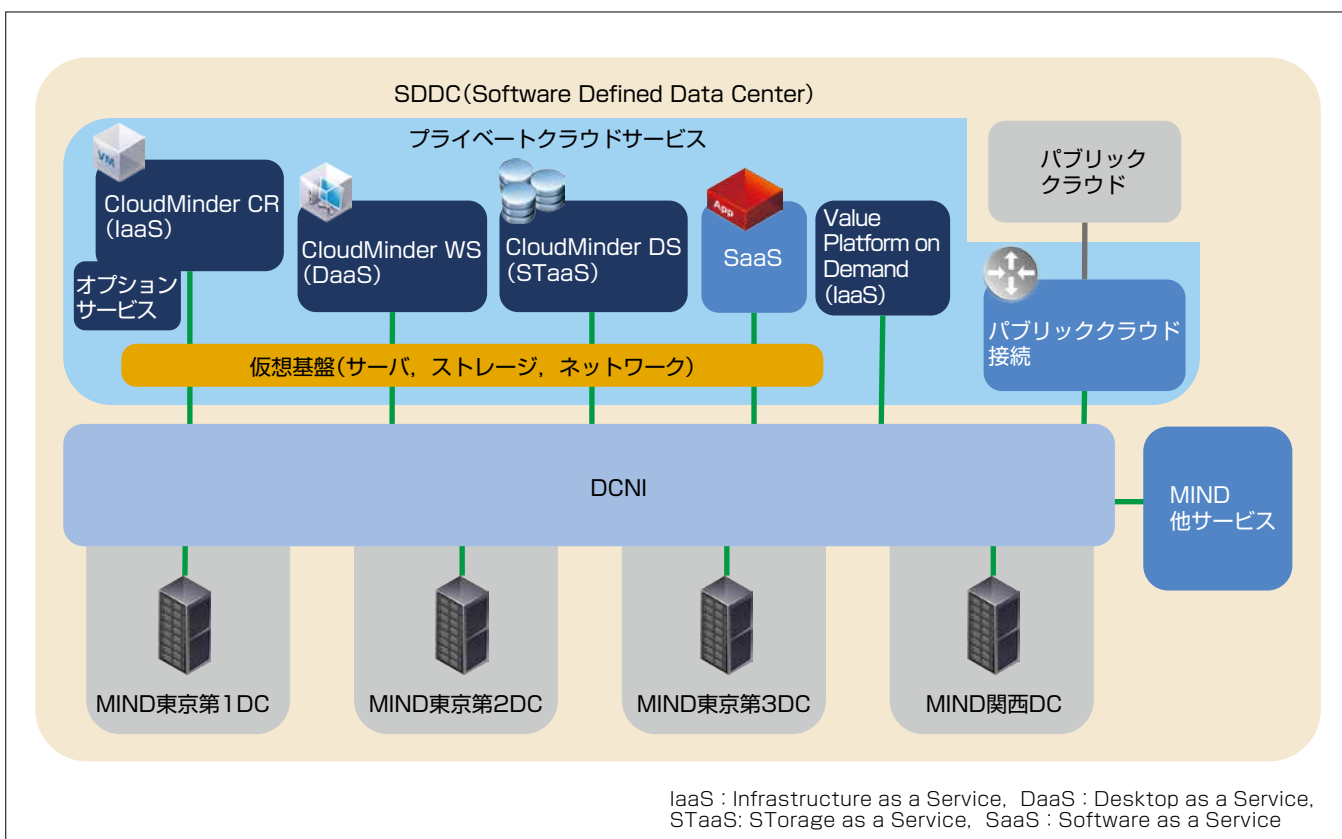 SDDC(Software Defined Data Center)
プライベートクラウドサービス
VM
CloudMinder CR
(IaaS)
オプション
サービス
CloudMinder WS
(DaaS)
CloudMinder DS
(STaaS)
App
SaaS
Value
Platform on
Demand
(IaaS)
パブリック
クラウド
パブリッククラウド
接続
仮想基盤(サーバ，ストレージ，ネットワーク)
DCNI
MIND
他サービス
MIND東京第1DC
MIND東京第2DC
MIND東京第3DC
MIND関西DC
IaaS：Infrastructure as a Service，DaaS：Desktop as a Service，
STaaS: STorage as a Service，SaaS：Software as a Service